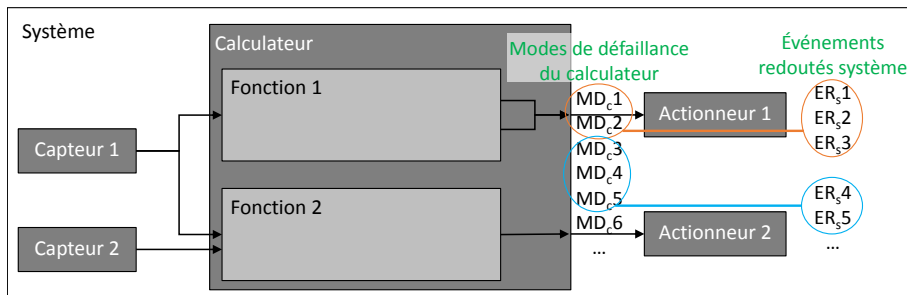 Système
Calculateur
Modes de défaillance
du calculateur
Événements
redoutés système
Fonction 1
Capteur 1
MDc1
MDc2
MDc3
MDc4
MDc5
MDc6
...
Actionneur 1
ERs1
ERs2
ERs3
Fonction 2
Capteur 2
Actionneur 2
ERs4
ERs5
...